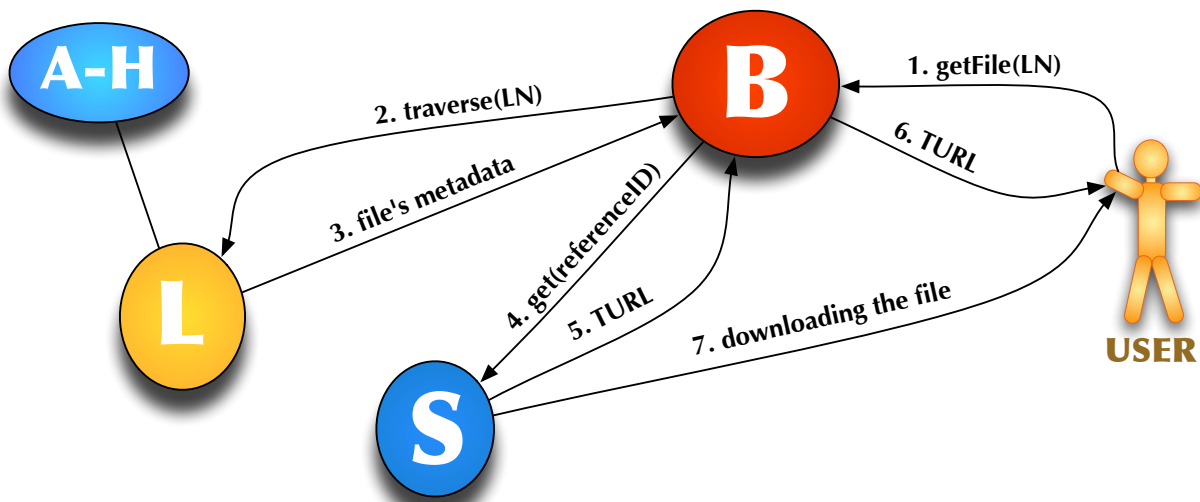 A-H
B
1. getFile(LN)
2. traverse(LN)
6. TURL
3. file's metadata
4. get(referenceID)
L
5. TURL
7. downloading the file
USER
S